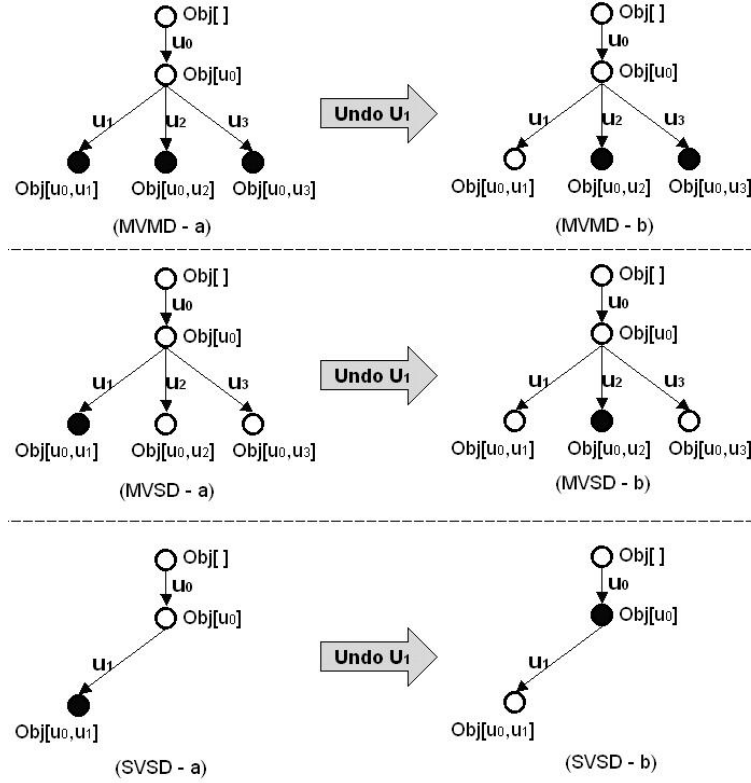 Obj[ ]
u₀
Obj[u₀]
u₁ u₂ u₃
Obj[u₀,u₁] Obj[u₀,u₂] Obj[u₀,u₃]
(MVMD - a)
Undo U₁
Obj[ ]
u₀
Obj[u₀]
u₁ u₂ u₃
Obj[u₀,u₁] Obj[u₀,u₂] Obj[u₀,u₃]
(MVMD - b)
Obj[ ]
u₀
Obj[u₀]
u₁ u₂ u₃
Obj[u₀,u₁] Obj[u₀,u₂] Obj[u₀,u₃]
(MVSD - a)
Undo U₁
Obj[ ]
u₀
Obj[u₀]
u₁ u₂ u₃
Obj[u₀,u₁] Obj[u₀,u₂] Obj[u₀,u₃]
(MVSD - b)
Obj[ ]
u₀
Obj[u₀]
u₁
Obj[u₀,u₁]
(SVSD - a)
Undo U₁
Obj[ ]
u₀
Obj[u₀]
u₁
Obj[u₀,u₁]
(SVSD - b)